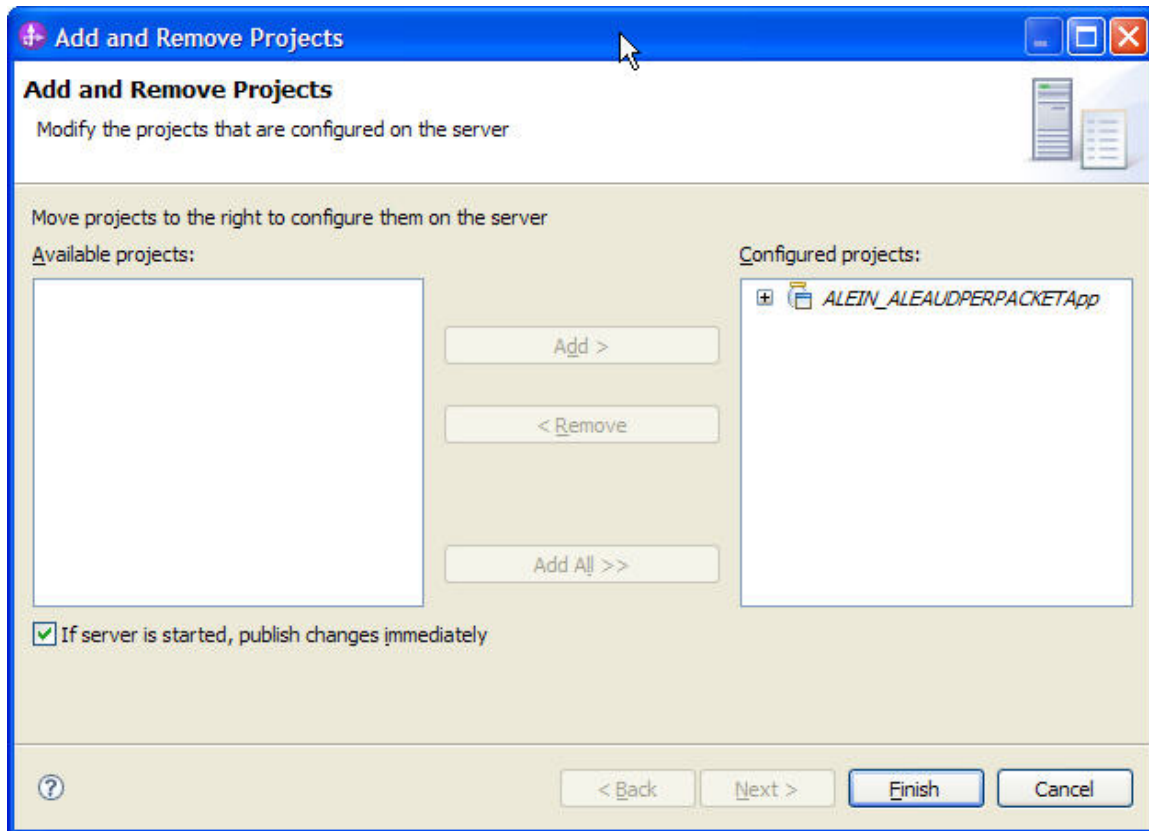 Add and Remove Projects
Add and Remove Projects
Modify the projects that are configured on the server
Move projects to the right to configure them on the server
Available projects:
Configured projects:
ALEIN_ALEAUDPERPACKETApp
Add >
< Remove
Add All >>
If server is started, publish changes immediately
< Back
Next >
Finish
Cancel